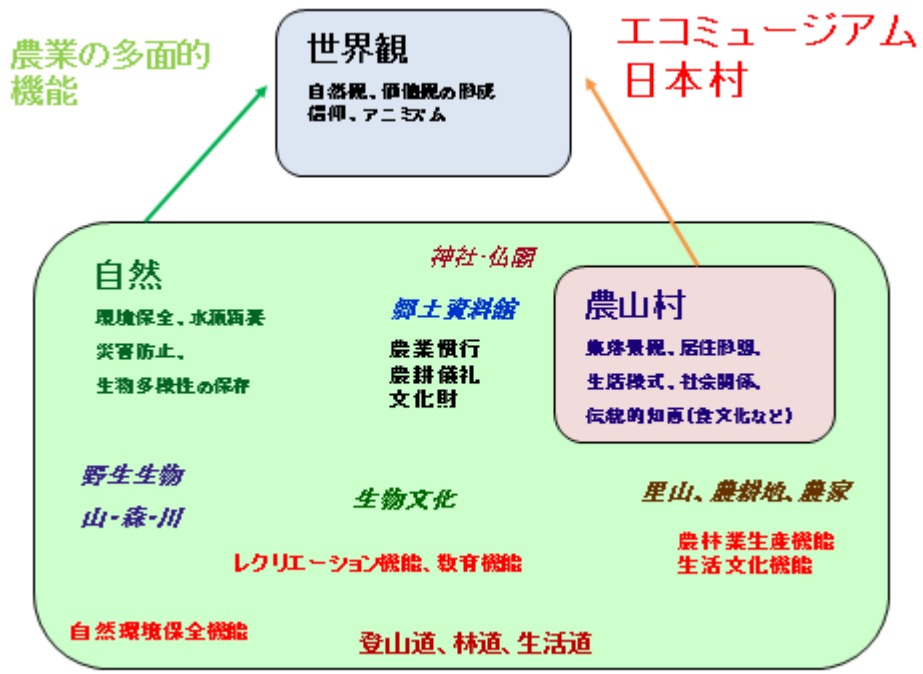 農業の多面的
機能
世界観
自然観、価値観の形成
信仰、アニミズム
エコミュージアム
日本村
自然
環境保全、水源涵養
災害防止、
生物多様性の保存
神社・仏閣
郷土資料館
農業慣行
農耕儀礼
文化財
農山村
集落景観、居住形態、
生活様式、社会関係、
伝統的知恵(食文化など)
野生生物
山・森・川
生物文化
里山、農耕地、農家
レクリエーション機能、教育機能
農林業生産機能
生活文化機能
自然環境保全機能
登山道、林道、生活道